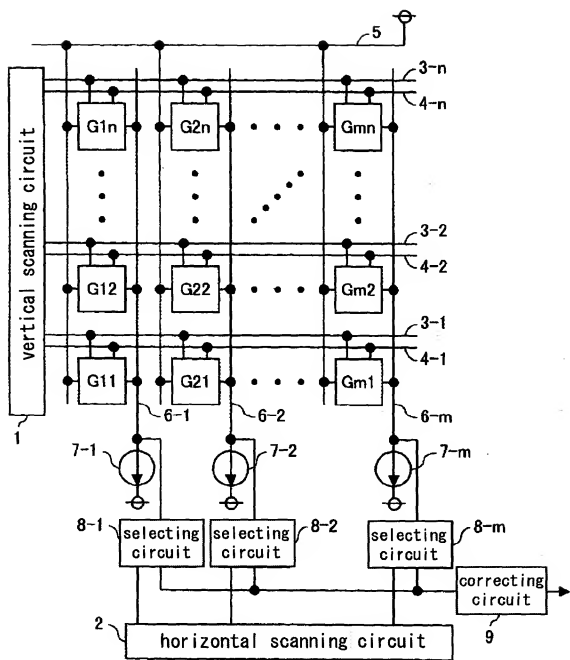 5
3-n
4-n
G1n G2n Gmn
vertical scanning circuit
3-2
4-2
G12 G22 Gm2
3-1
4-1
G11 G21 Gm1
1
6-1 6-2 6-m
7-1 7-2 7-m
8-1 selecting circuit
selecting circuit 8-2
selecting circuit 8-m
correcting circuit
9
2
horizontal scanning circuit